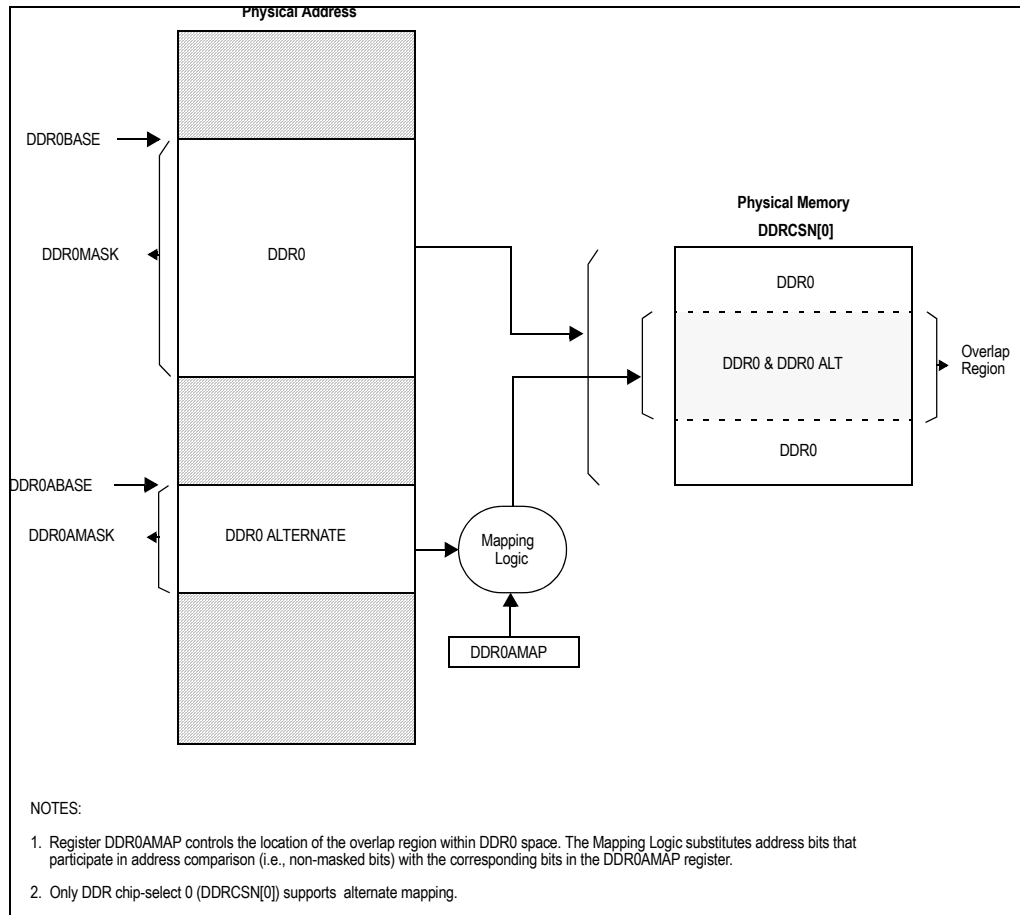 Physical Address
DDR0BASE
DDR0MASK
DDR0
Physical Memory
DDRCSN[0]
DDR0
DDR0 & DDR0 ALT
Overlap
Region
DDR0
DDR0ABASE
DDR0AMASK
DDR0 ALTERNATE
Mapping
Logic
DDR0AMAP
NOTES:
1. Register DDR0AMAP controls the location of the overlap region within DDR0 space. The Mapping Logic substitutes address bits that
participate in address comparison (i.e., non-masked bits) with the corresponding bits in the DDR0AMAP register.
2. Only DDR chip-select 0 (DDRCSN[0]) supports alternate mapping.